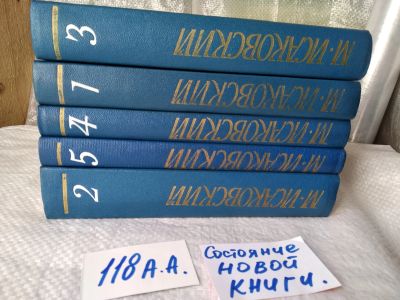 3 М·ИСАКОВСКИЙ
1 М·ИСАКОВСКИЙ
4 М·ИСАКОВСКИЙ
5 М·ИСАКОВСКИЙ
2 М·ИСАКОВСКИЙ
118 А.А.
Состояние
НОВОЙ
КНИГИ.